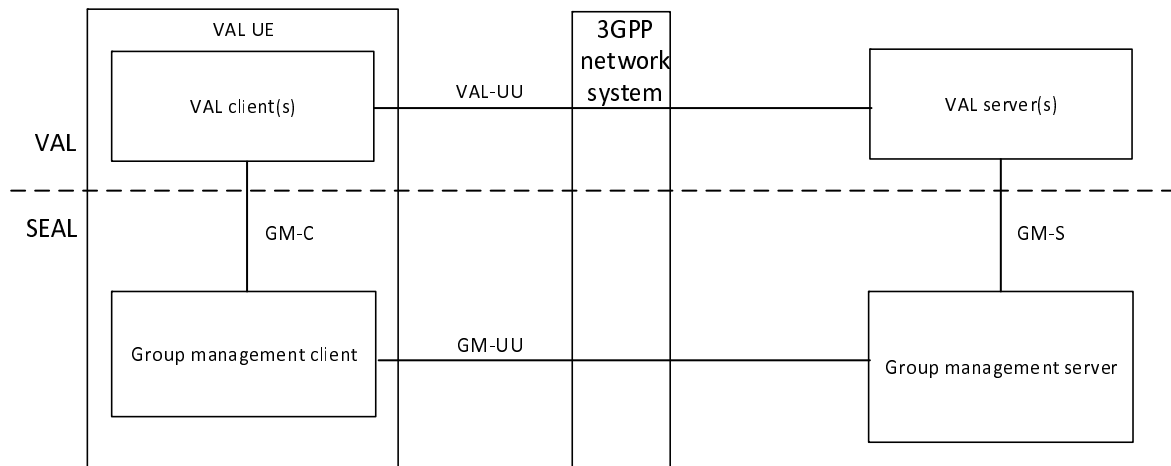 VAL UE
3GPP
network
system
VAL client(s)
VAL-UU
VAL server(s)
VAL
SEAL
GM-C
GM-S
Group management client
GM-UU
Group management server